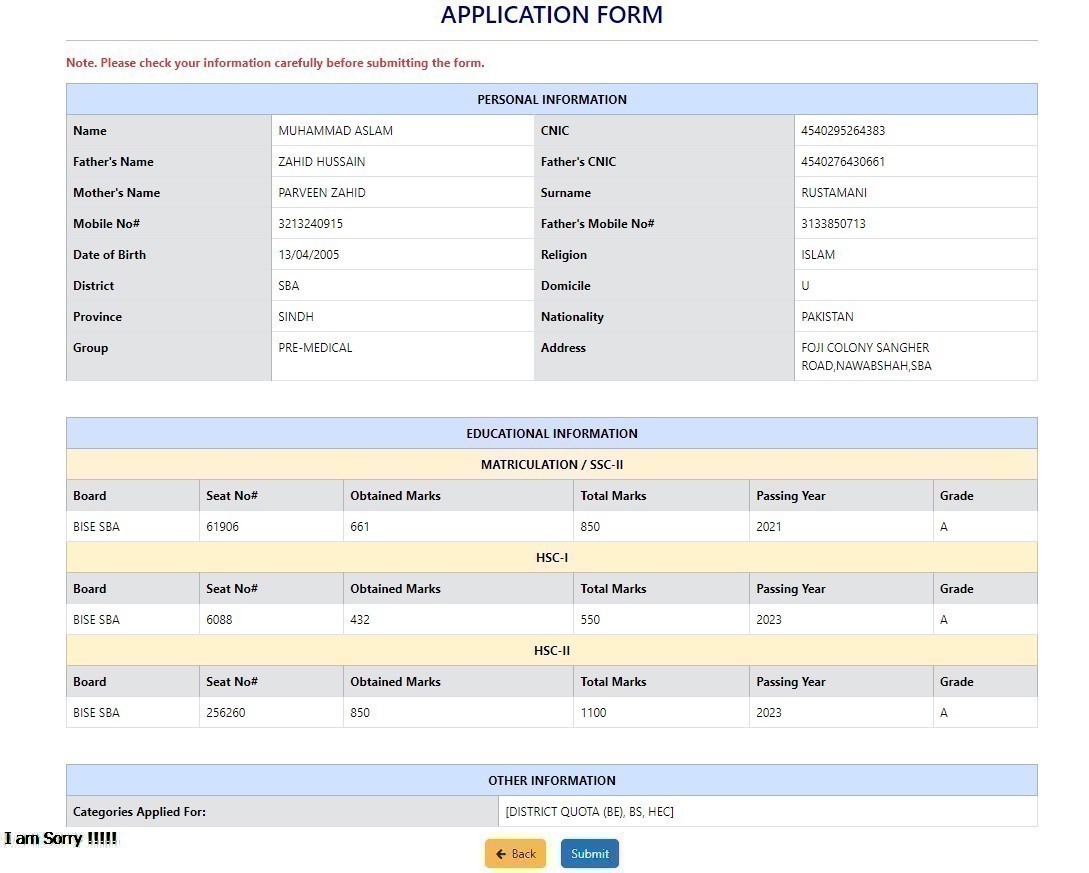 APPLICATION FORM
Note. Please check your information carefully before submitting the form.
PERSONAL INFORMATION
Name MUHAMMAD ASLAM CNIC 4540295264383
Father's Name ZAHID HUSSAIN Father's CNIC 4540276430661
Mother's Name PARVEEN ZAHID Surname RUSTAMANI
Mobile No# 3213240915 Father's Mobile No# 3133850713
Date of Birth 13/04/2005 Religion ISLAM
District SBA Domicile U
Province SINDH Nationality PAKISTAN
Group PRE-MEDICAL Address FOJI COLONY SANGHER
ROAD,NAWABSHAH,SBA
EDUCATIONAL INFORMATION
MATRICULATION / SSC-II
Board Seat No# Obtained Marks Total Marks Passing Year Grade
BISE SBA 61906 661 850 2021 A
HSC-I
Board Seat No# Obtained Marks Total Marks Passing Year Grade
BISE SBA 6088 432 550 2023 A
HSC-II
Board Seat No# Obtained Marks Total Marks Passing Year Grade
BISE SBA 256260 850 1100 2023 A
OTHER INFORMATION
Categories Applied For: [DISTRICT QUOTA (BE), BS, HEC]
I am Sorry !!!!!
← Back Submit